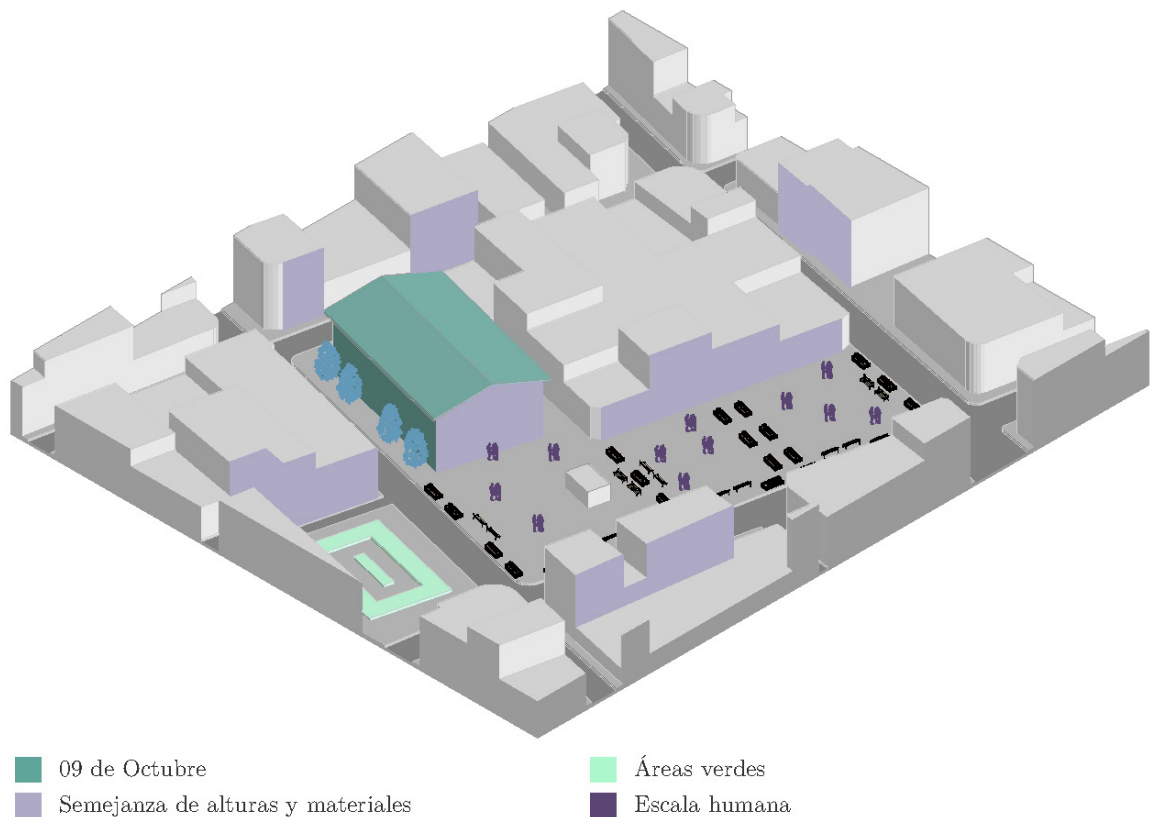 09 de Octubre
Semejanza de alturas y materiales
Áreas verdes
Escala humana